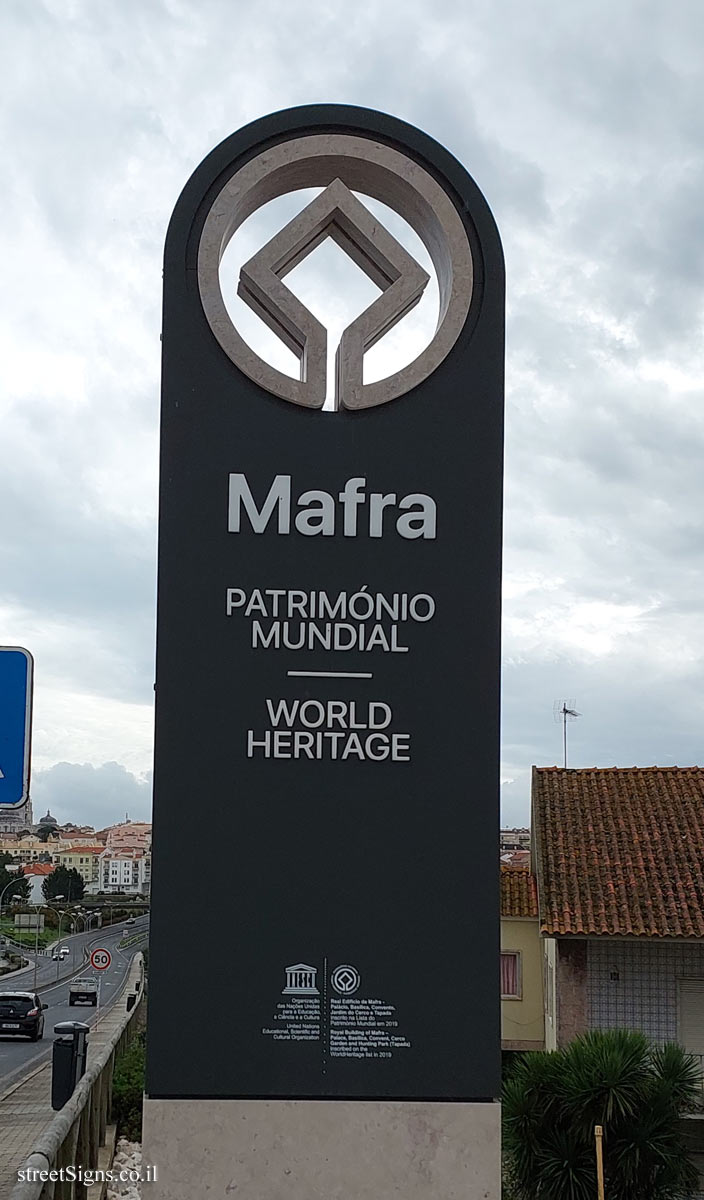 Mafra
PATRIMÓNIO
MUNDIAL
WORLD
HERITAGE
50
Organização
das Nações Unidas
para a Educação,
a Ciência e a Cultura
United Nations
Educational, Scientific and
Cultural Organization
Real Edifício de Mafra -
Palácio, Basílica, Convento,
Jardim do Cerco e Tapada
inscrito na Lista do
Património Mundial em 2019
Royal Building of Mafra -
Palace, Basilica, Convent, Cerco
Garden and Hunting Park (Tapada)
inscribed on the
WorldHeritage list in 2019
streetSigns.co.il